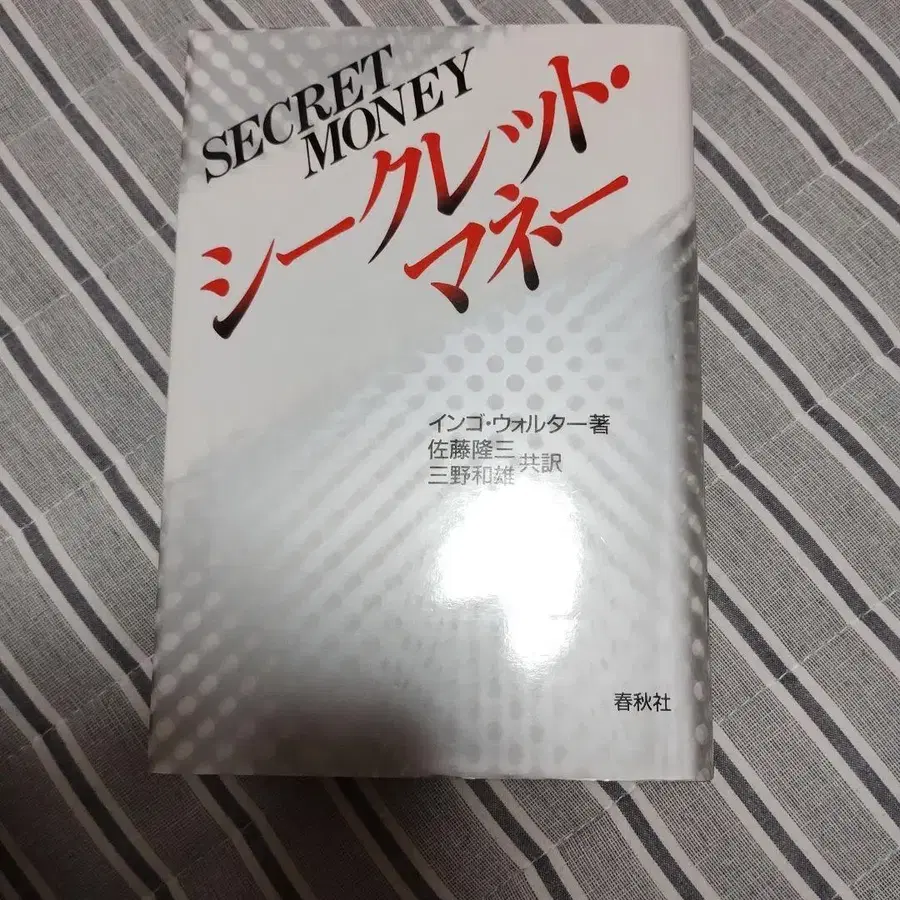 SECRET
MONEY
シークレット・
マネー
インゴ・ウォルター著
佐藤隆三
三野和雄
共訳
春秋社